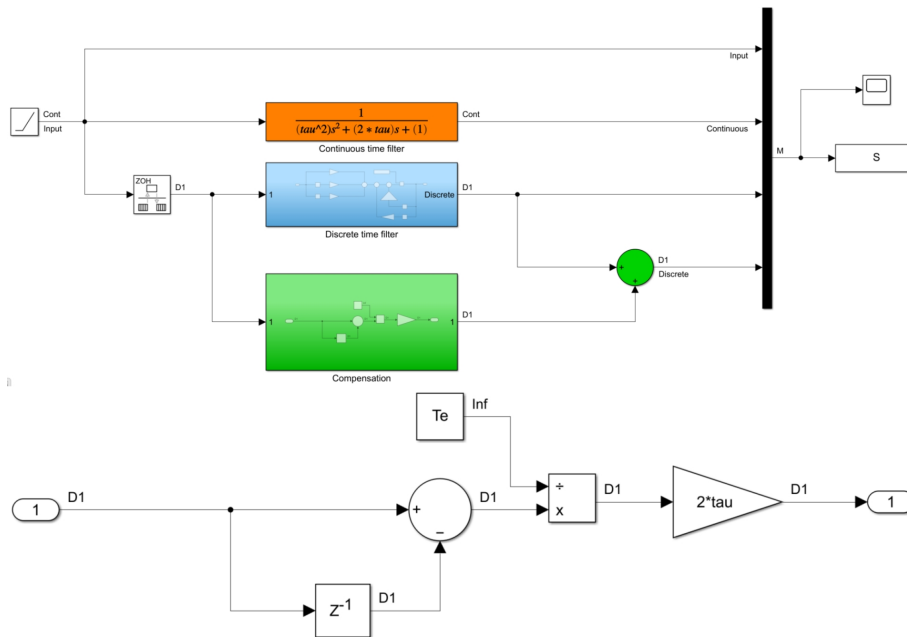 Input
Cont
Input
1
(tau^2)s² + (2 * tau)s + (1)
Cont
Continuous time filter
Continuous
ZOH
D1
1
Discrete
D1
Discrete time filter
M
S
+
+
D1
Discrete
1
1
D1
Compensation
Te
Inf
1
D1
+
−
D1
÷
x
D1
2*tau
D1
1
Z⁻¹
D1